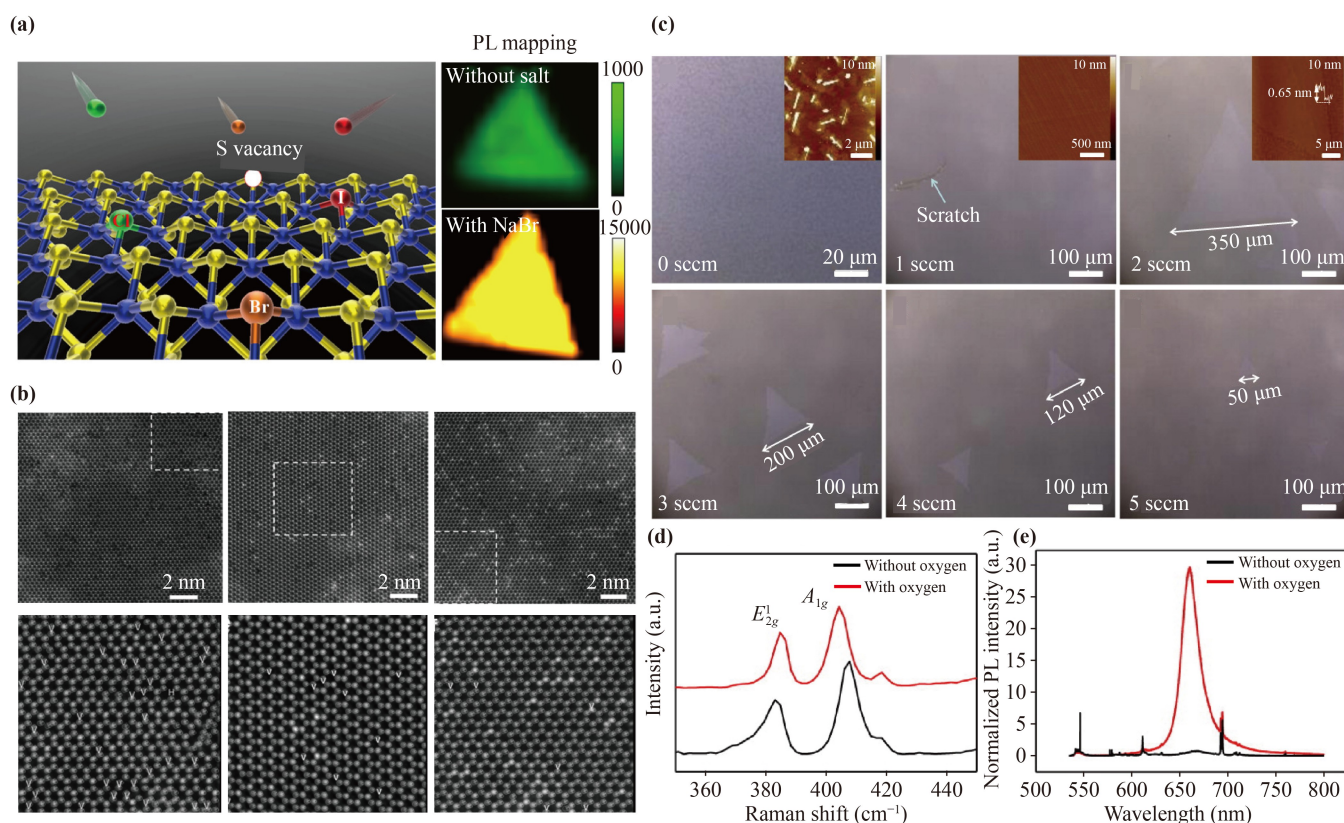 (a)
PL mapping
Without salt
1000
0
S vacancy
I
Cl
Br
With NaBr
15000
0
(b)
2 nm
2 nm
2 nm
V
H
(c)
10 nm
2 μm
0 sccm
20 μm
10 nm
500 nm
Scratch
1 sccm
100 μm
10 nm
0.65 nm
5 μm
350 μm
2 sccm
100 μm
200 μm
3 sccm
100 μm
120 μm
4 sccm
100 μm
50 μm
5 sccm
100 μm
(d)
Without oxygen
With oxygen
E¹2g
A1g
Intensity (a.u.)
360 380 400 420 440
Raman shift (cm−1)
(e)
Without oxygen
With oxygen
Normalized PL intensity (a.u.)
30
25
20
15
10
5
0
500 550 600 650 700 750 800
Wavelength (nm)